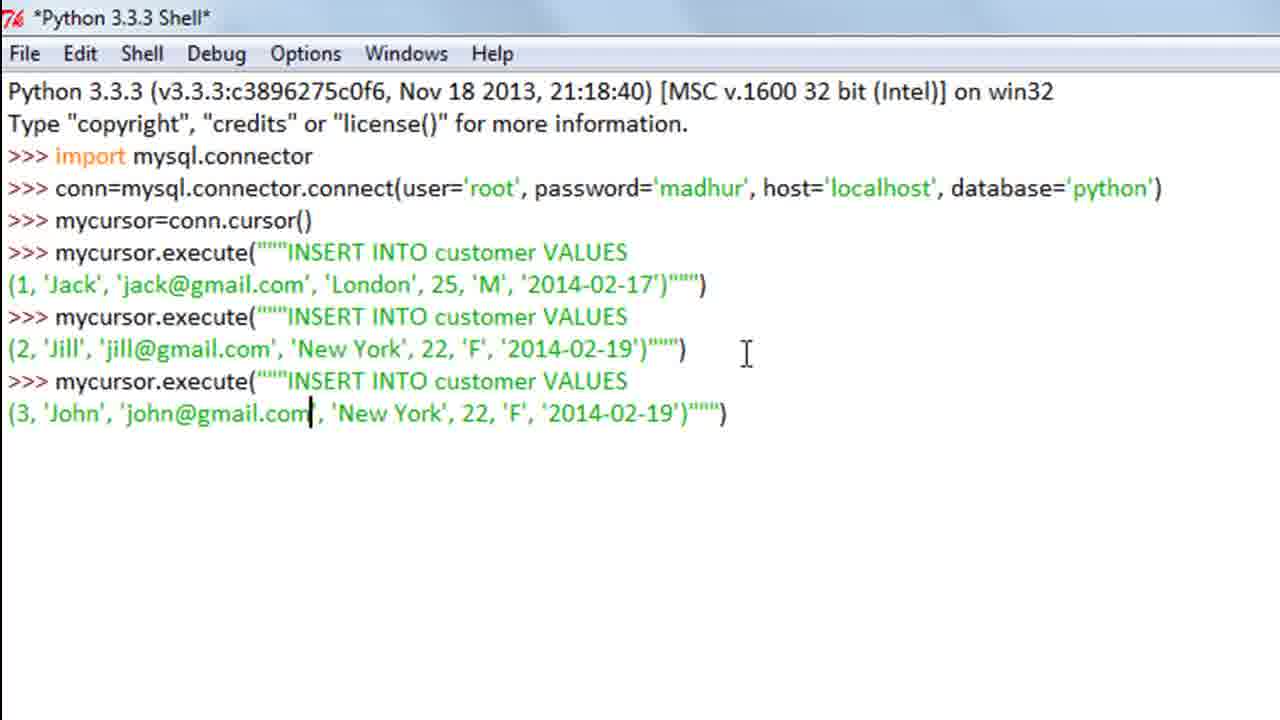 *Python 3.3.3 Shell*
File Edit Shell Debug Options Windows Help
Python 3.3.3 (v3.3.3:c3896275c0f6, Nov 18 2013, 21:18:40) [MSC v.1600 32 bit (Intel)] on win32
Type "copyright", "credits" or "license()" for more information.
>>> import mysql.connector
>>> conn=mysql.connector.connect(user='root', password='madhur', host='localhost', database='python')
>>> mycursor=conn.cursor()
>>> mycursor.execute("""INSERT INTO customer VALUES
(1, 'Jack', 'jack@gmail.com', 'London', 25, 'M', '2014-02-17')""")
>>> mycursor.execute("""INSERT INTO customer VALUES
(2, 'Jill', 'jill@gmail.com', 'New York', 22, 'F', '2014-02-19')""")
>>> mycursor.execute("""INSERT INTO customer VALUES
(3, 'John', 'john@gmail.com', 'New York', 22, 'F', '2014-02-19')""")